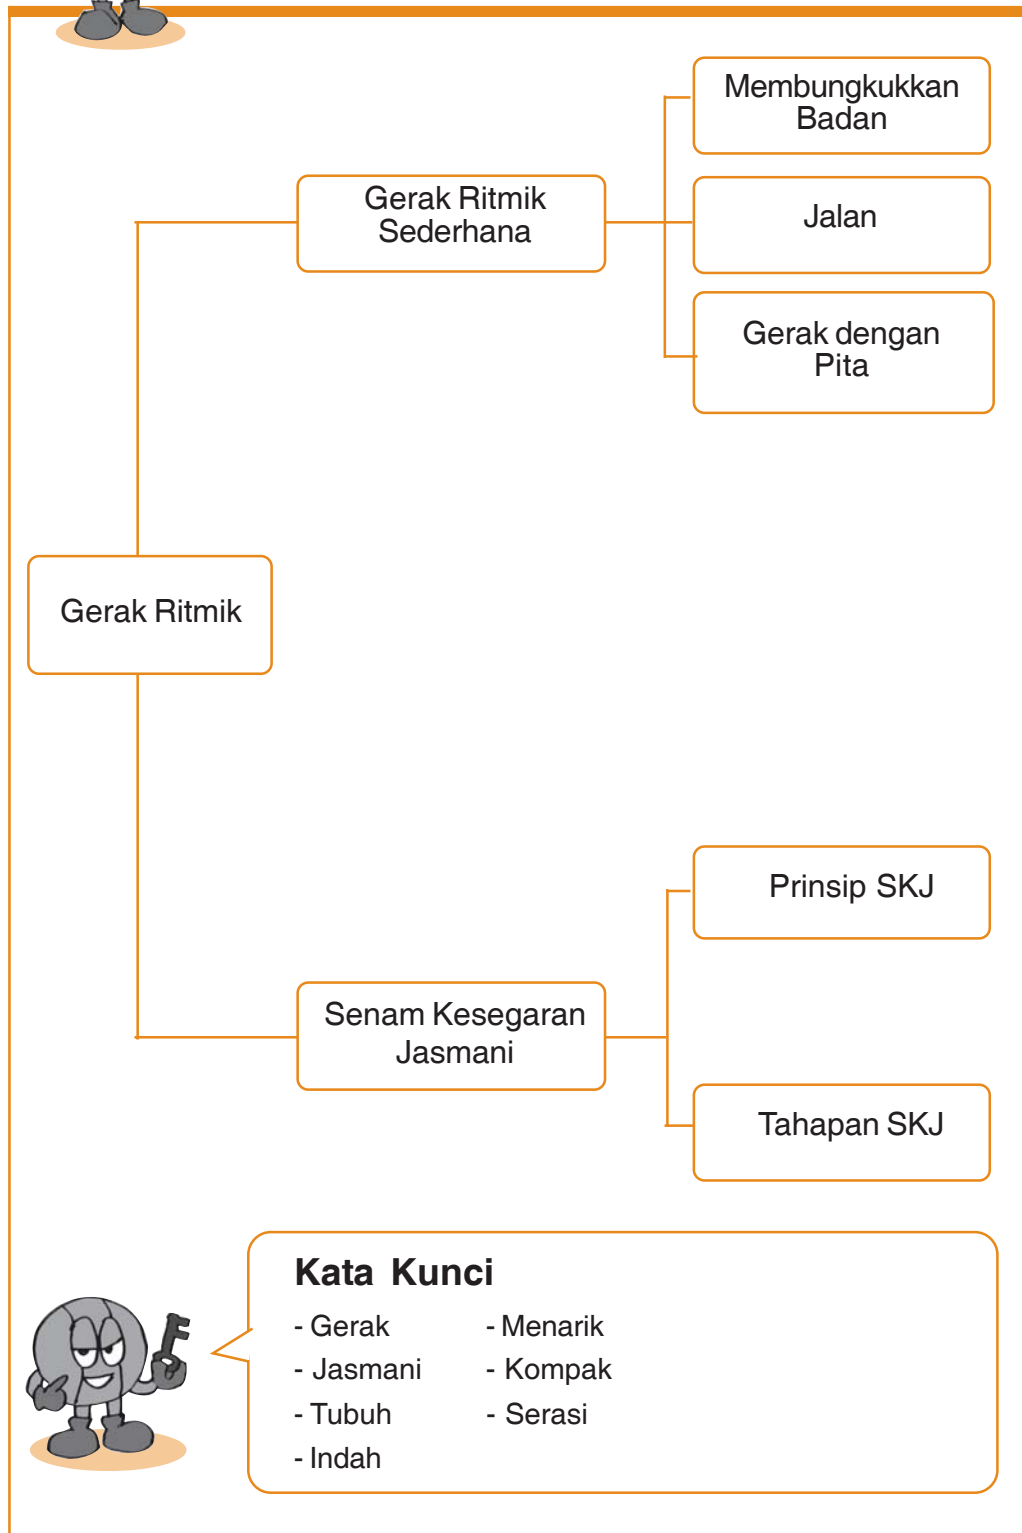 Membungkukkan
Badan
Gerak Ritmik
Sederhana
Jalan
Gerak dengan
Pita
Gerak Ritmik
Prinsip SKJ
Senam Kesegaran
Jasmani
Tahapan SKJ
Kata Kunci
- Gerak
- Jasmani
- Tubuh
- Indah
- Menarik
- Kompak
- Serasi